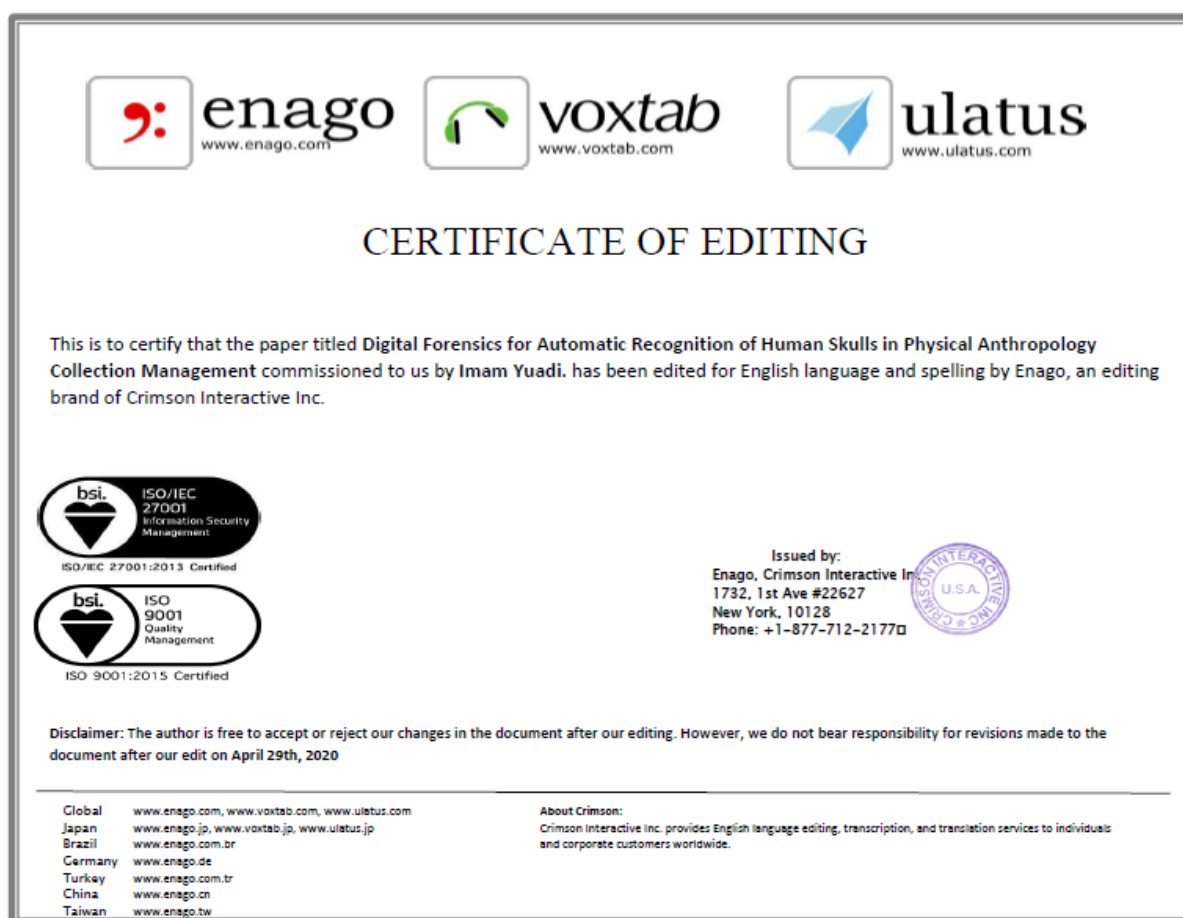 enago
www.enago.com
voxtab
www.voxtab.com
ulatus
www.ulatus.com
CERTIFICATE OF EDITING
This is to certify that the paper titled Digital Forensics for Automatic Recognition of Human Skulls in Physical Anthropology
Collection Management commissioned to us by Imam Yuadi. has been edited for English language and spelling by Enago, an editing
brand of Crimson Interactive Inc.
bsi.
ISO/IEC
27001
Information Security
Management
ISO/IEC 27001:2013 Certified
bsi.
ISO
9001
Quality
Management
ISO 9001:2015 Certified
Issued by:
Enago, Crimson Interactive In
1732, 1st Ave #22627
New York, 10128
Phone: +1-877-712-2177
CRIMSON INTERACTIVE INC
U.S.A.
Disclaimer: The author is free to accept or reject our changes in the document after our editing. However, we do not bear responsibility for revisions made to the
document after our edit on April 29th, 2020
Global www.enago.com, www.voxtab.com, www.ulatus.com
Japan www.enago.jp, www.voxtab.jp, www.ulatus.jp
Brazil www.enago.com.br
Germany www.enago.de
Turkey www.enago.com.tr
China www.enago.cn
Taiwan www.enago.tw
About Crimson:
Crimson Interactive Inc. provides English language editing, transcription, and translation services to individuals
and corporate customers worldwide.